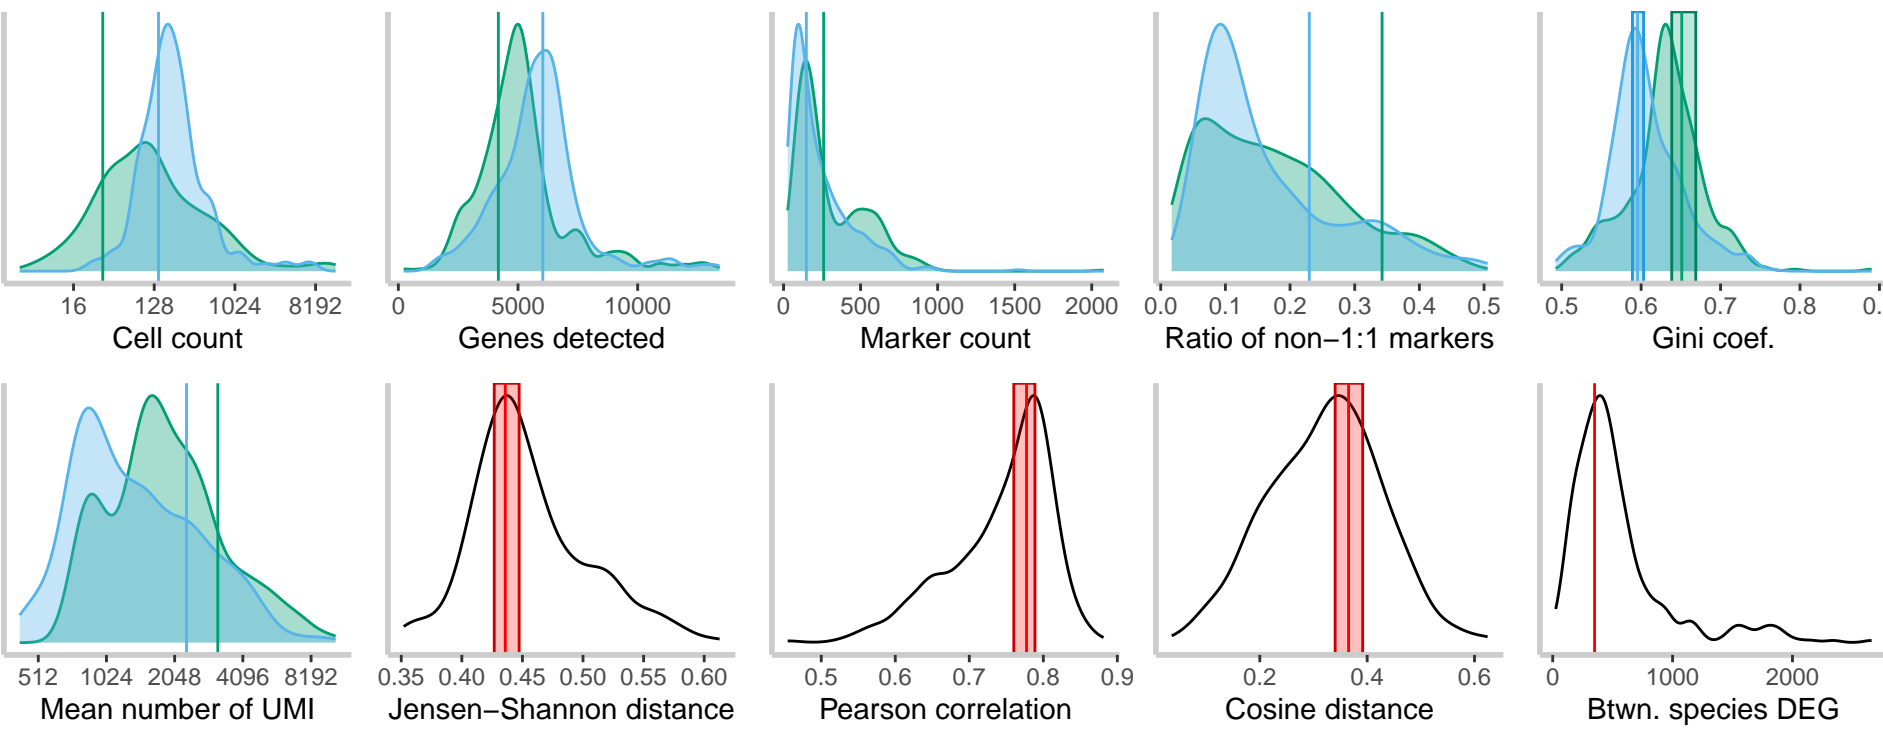 16 128 1024 8192
Cell count
0 5000 10000
Genes detected
0 500 1000 1500 2000
Marker count
0.0 0.1 0.2 0.3 0.4 0.5
Ratio of non−1:1 markers
0.5 0.6 0.7 0.8 0.
Gini coef.
512 1024 2048 4096 8192
Mean number of UMI
0.35 0.40 0.45 0.50 0.55 0.60
Jensen−Shannon distance
0.5 0.6 0.7 0.8 0.9
Pearson correlation
0.2 0.4 0.6
Cosine distance
0 1000 2000
Btwn. species DEG